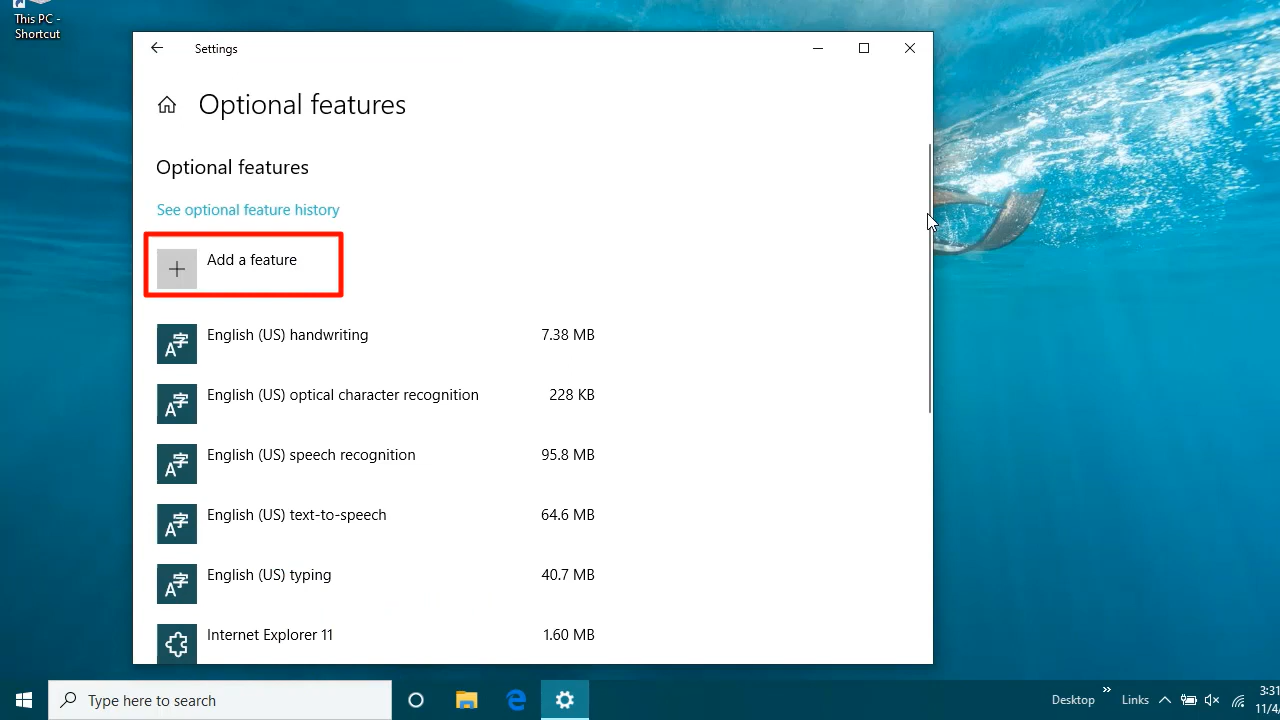 This PC -
Shortcut
Settings
Optional features
Optional features
See optional feature history
Add a feature
English (US) handwriting 7.38 MB
English (US) optical character recognition 228 KB
English (US) speech recognition 95.8 MB
English (US) text-to-speech 64.6 MB
English (US) typing 40.7 MB
Internet Explorer 11 1.60 MB
Type here to search
Desktop
Links
3:31
11/4/